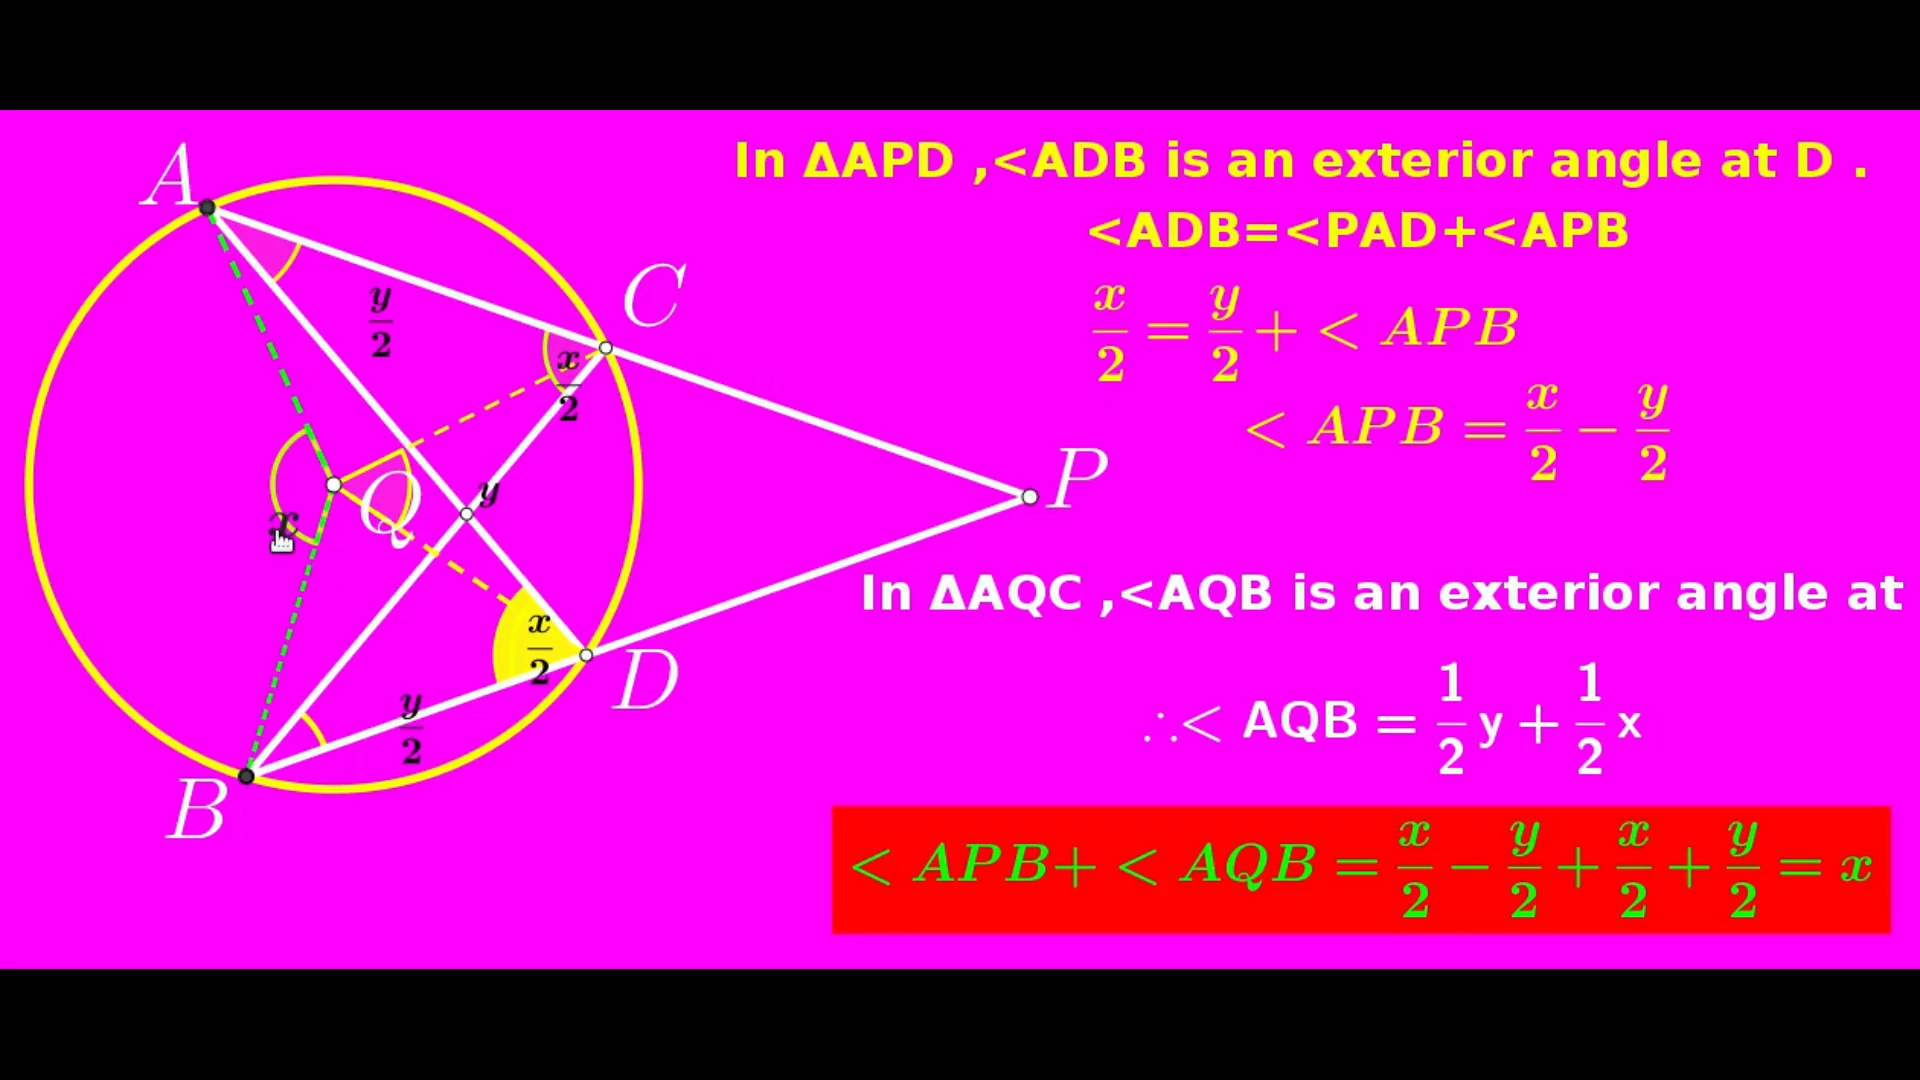 In ΔAPD ,<ADB is an exterior angle at D .
<ADB=<PAD+<APB
x/2 = y/2 + < APB
< APB = x/2 − y/2
In ΔAQC ,<AQB is an exterior angle at
∴< AQB = 1/2 y + 1/2 x
< APB+ < AQB = x/2 − y/2 + x/2 + y/2 = x
A
C
y/2
x/2
P
Q
y
x
x/2
D
y/2
B